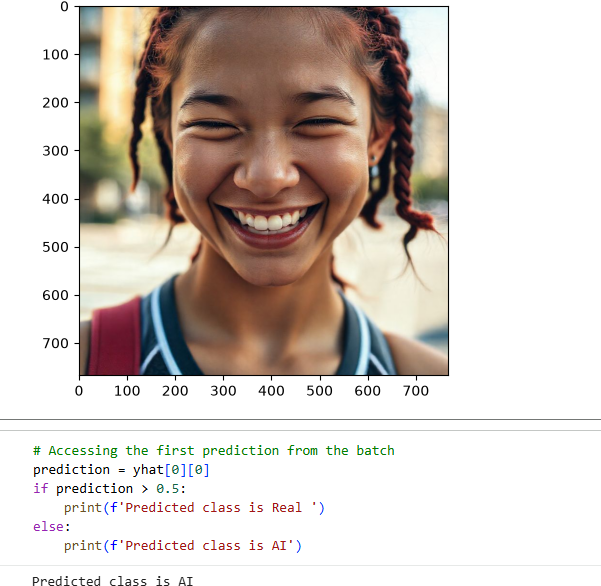 0
100
200
300
400
500
600
700
0 100 200 300 400 500 600 700
# Accessing the first prediction from the batch
prediction = yhat[0][0]
if prediction > 0.5:
    print(f'Predicted class is Real ')
else:
    print(f'Predicted class is AI')
Predicted class is AI